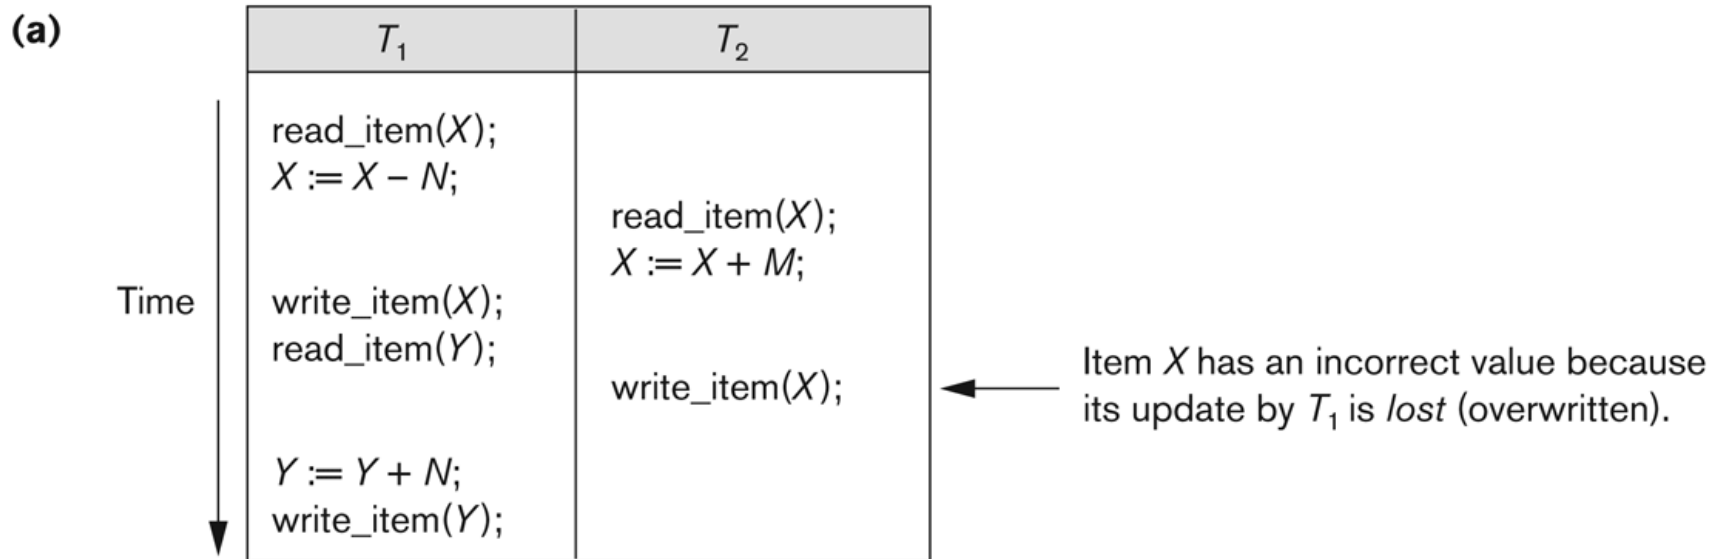 (a)
T1 T2
read_item(X);
X := X – N;
read_item(X);
X := X + M;
Time
write_item(X);
read_item(Y);
write_item(X);
Item X has an incorrect value because
its update by T1 is lost (overwritten).
Y := Y + N;
write_item(Y);